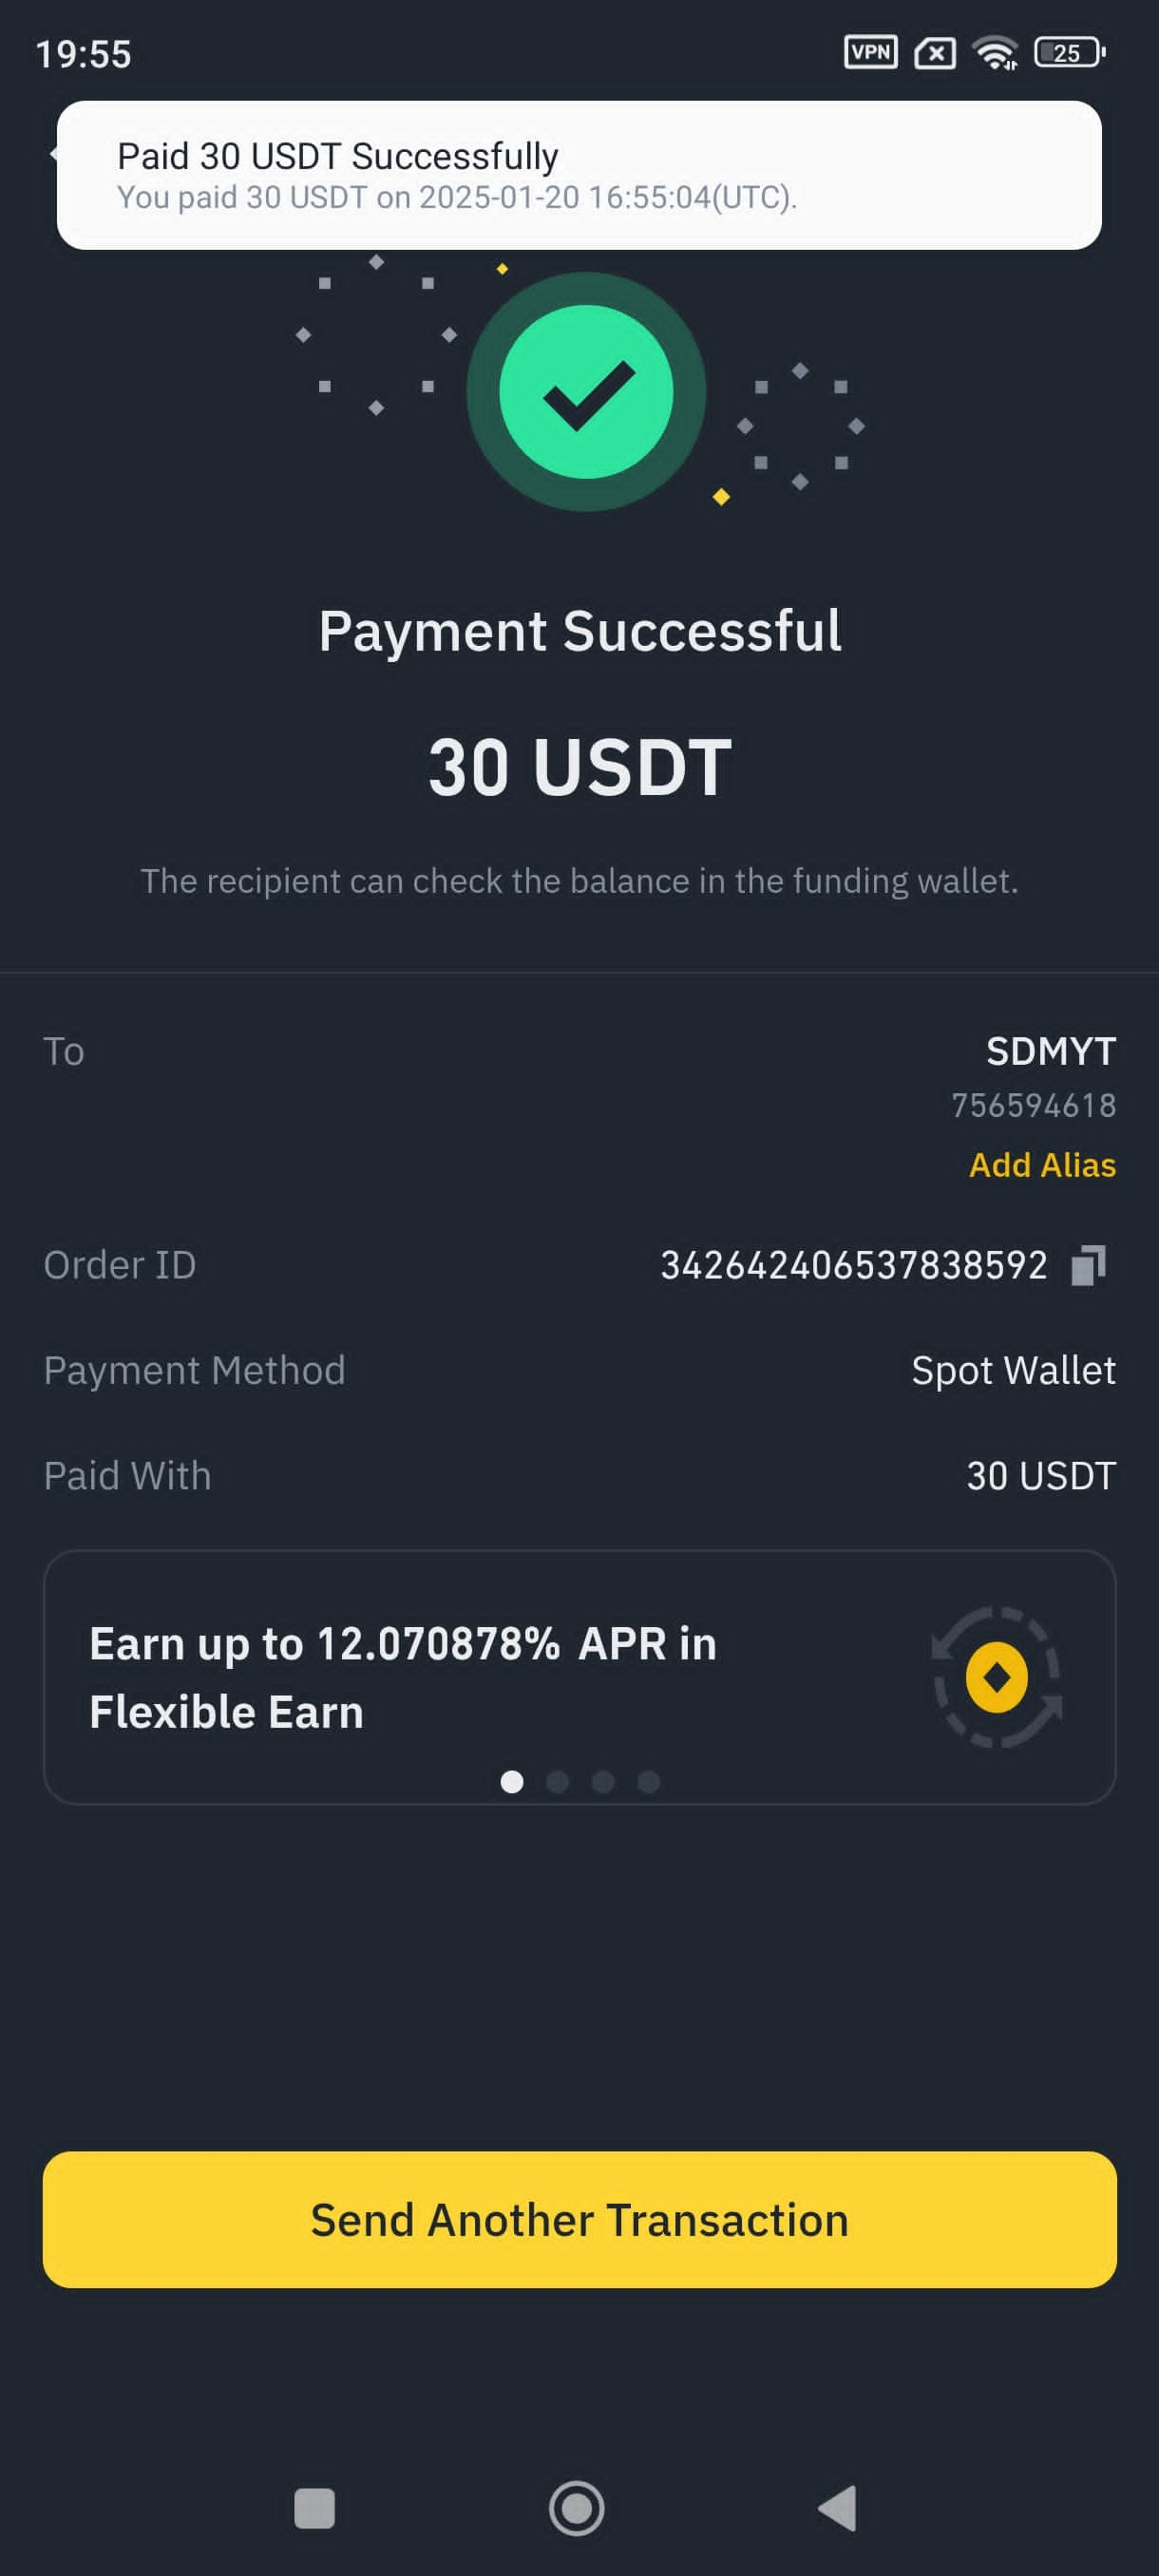 19:55
VPN
25
Paid 30 USDT Successfully
You paid 30 USDT on 2025-01-20 16:55:04(UTC).
Payment Successful
30 USDT
The recipient can check the balance in the funding wallet.
To
SDMYT
756594618
Add Alias
Order ID 342642406537838592
Payment Method Spot Wallet
Paid With 30 USDT
Earn up to 12.070878% APR in
Flexible Earn
Send Another Transaction